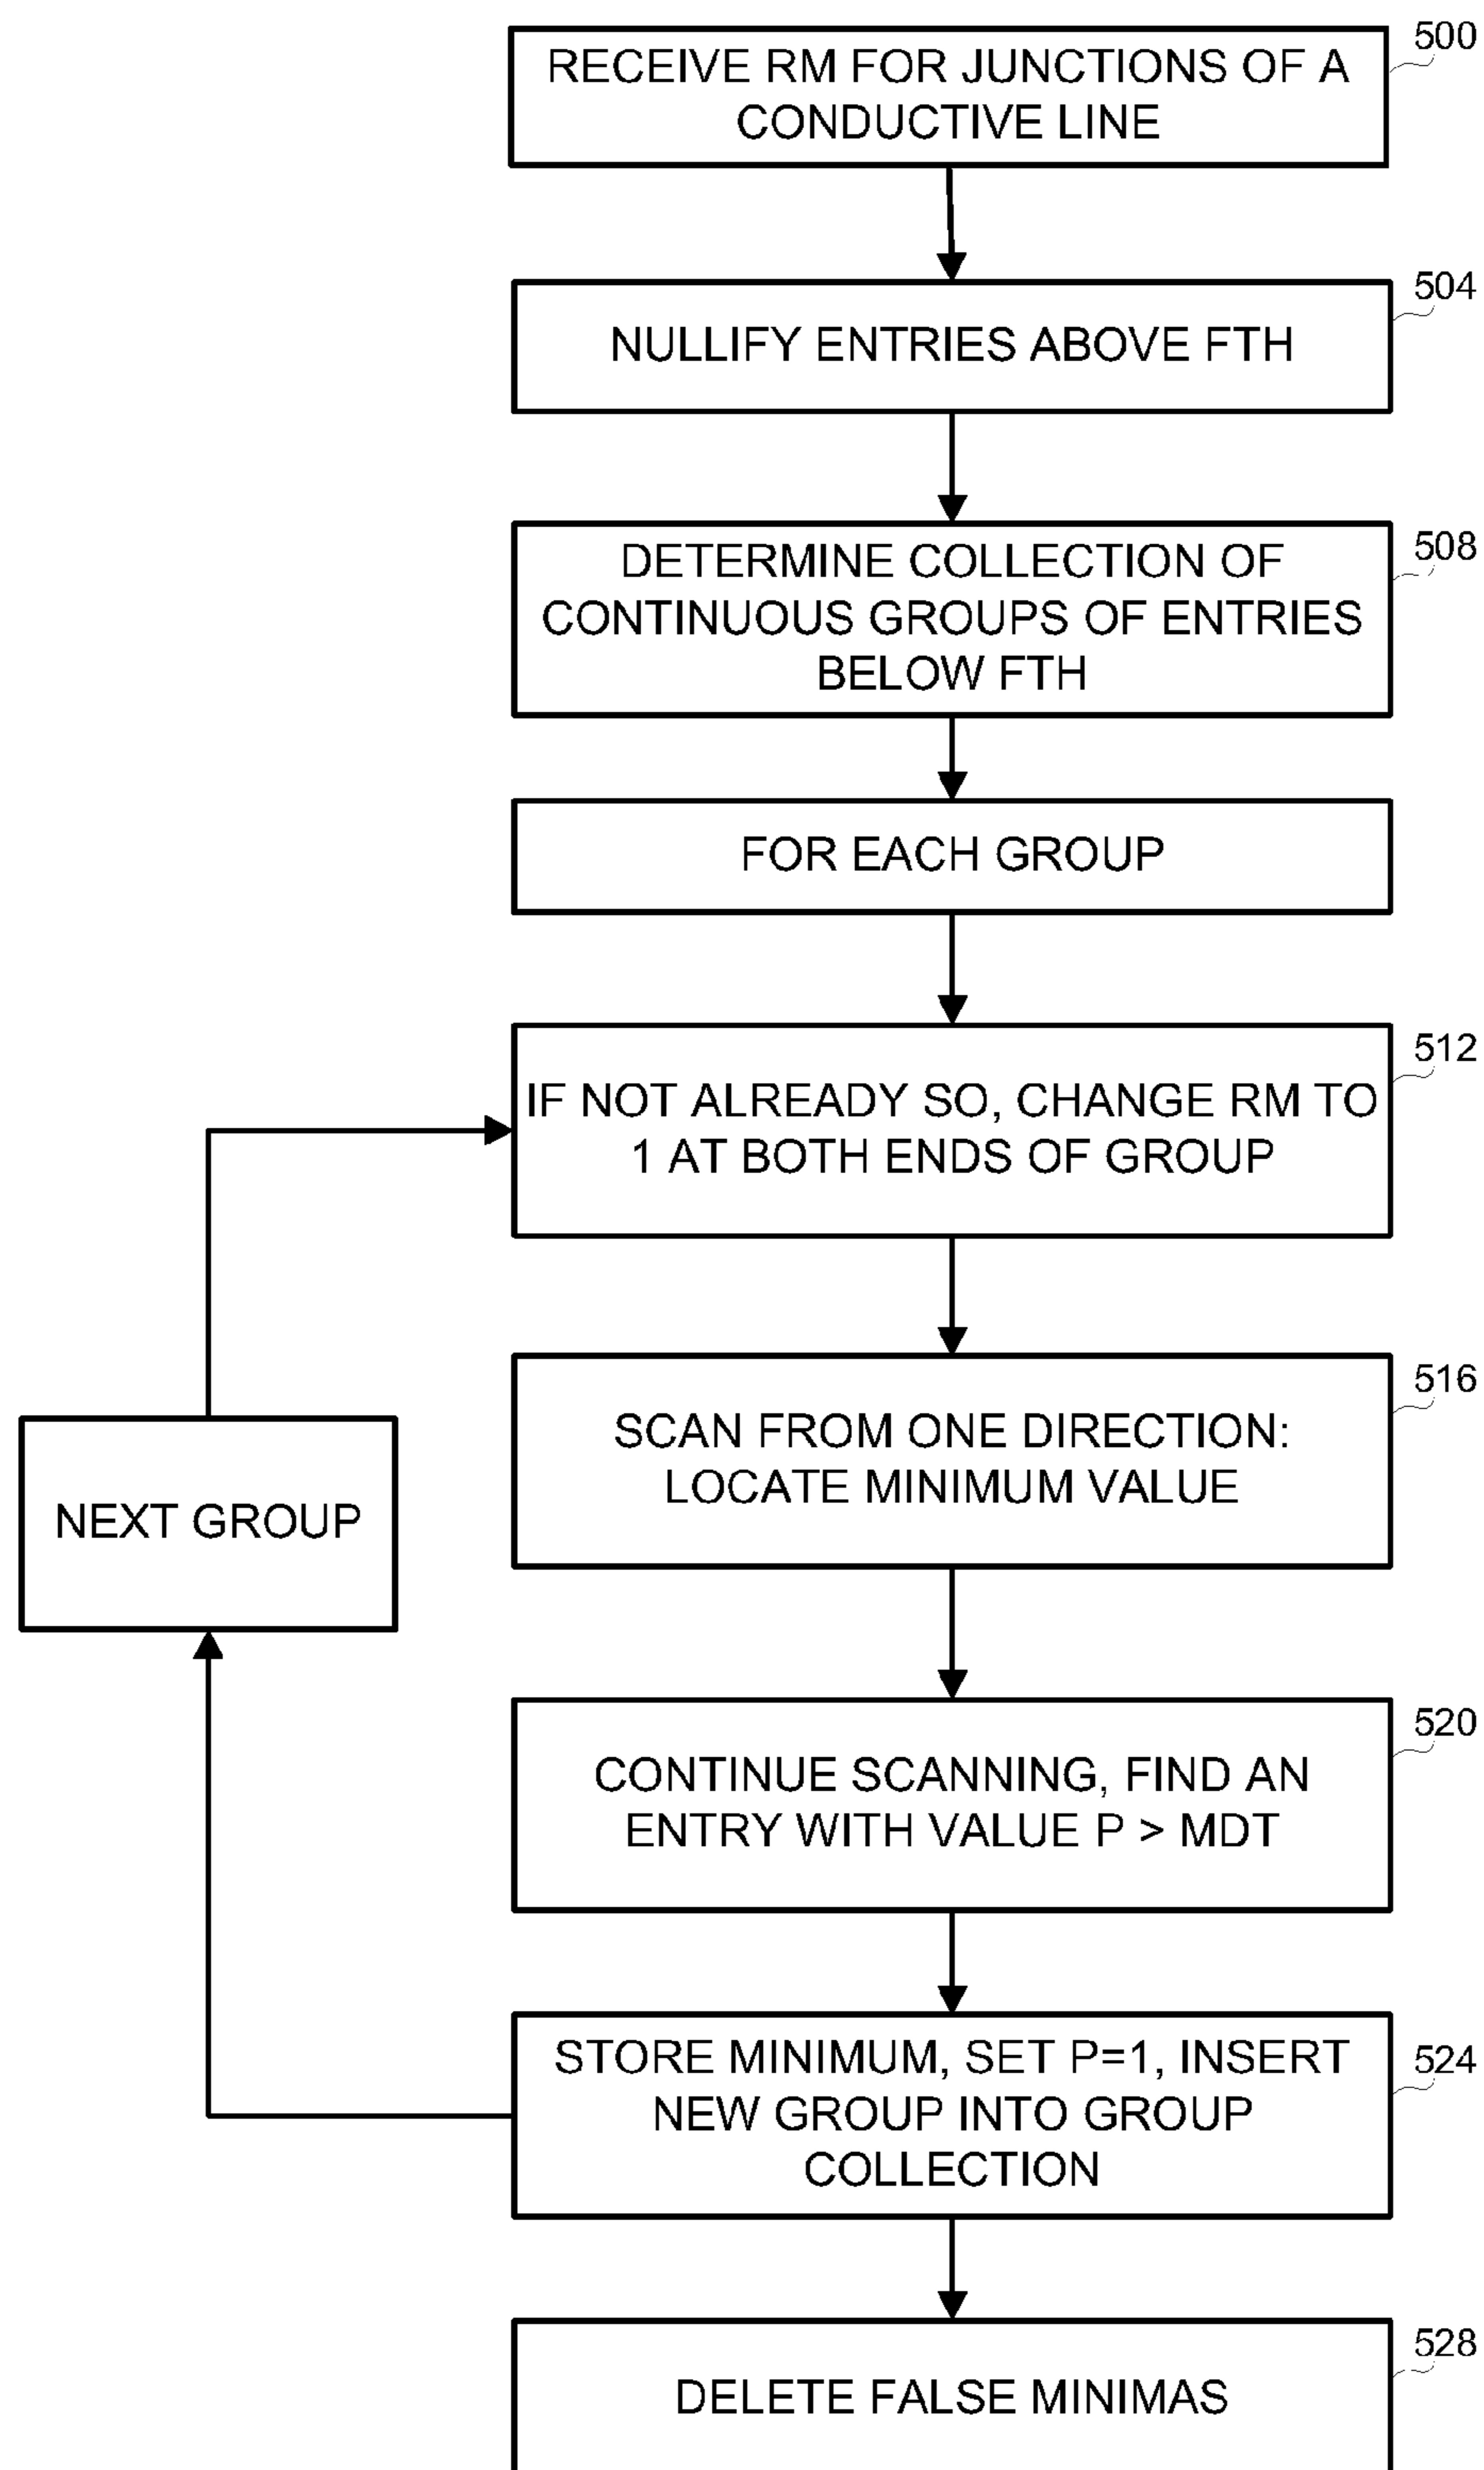 500
RECEIVE RM FOR JUNCTIONS OF A
CONDUCTIVE LINE
504
NULLIFY ENTRIES ABOVE FTH
508
DETERMINE COLLECTION OF
CONTINUOUS GROUPS OF ENTRIES
BELOW FTH
FOR EACH GROUP
512
IF NOT ALREADY SO, CHANGE RM TO
1 AT BOTH ENDS OF GROUP
516
SCAN FROM ONE DIRECTION:
LOCATE MINIMUM VALUE
NEXT GROUP
520
CONTINUE SCANNING, FIND AN
ENTRY WITH VALUE P > MDT
524
STORE MINIMUM, SET P=1, INSERT
NEW GROUP INTO GROUP
COLLECTION
528
DELETE FALSE MINIMAS